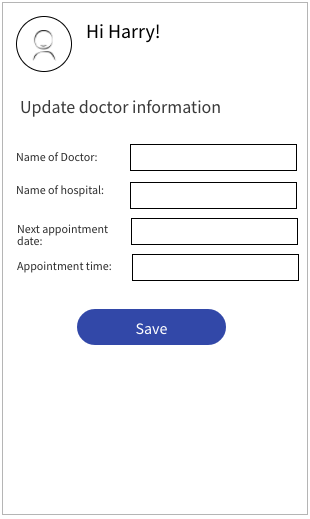 Hi Harry!
Update doctor information
Name of Doctor:
Name of hospital:
Next appointment
date:
Appointment time:
Save